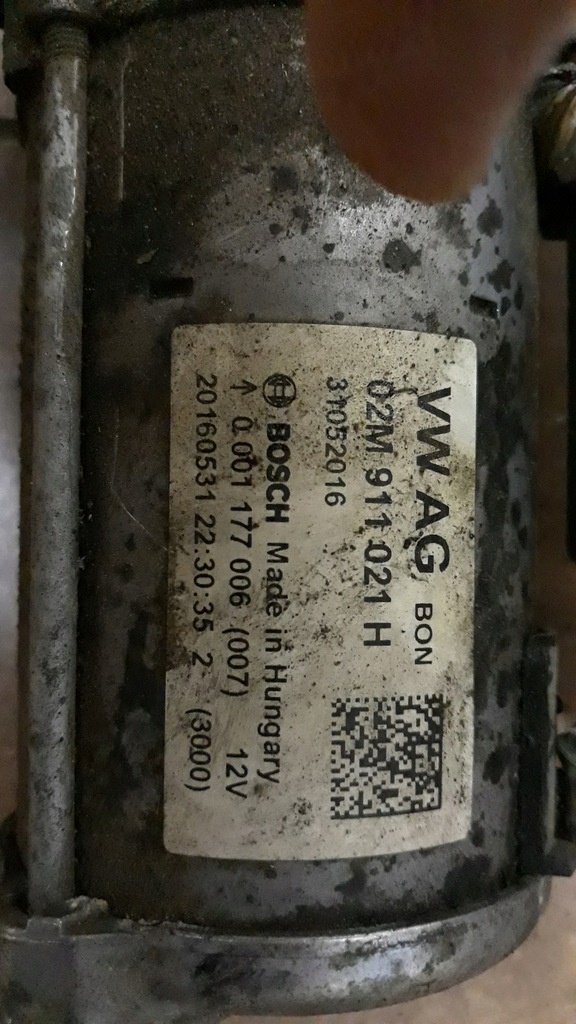 VW AG BON
02M 911 021 H
31052016
BOSCH Made in Hungary
↑ 0 001 177 006 (007) 12V
20160531 22:30:35 2 (3000)